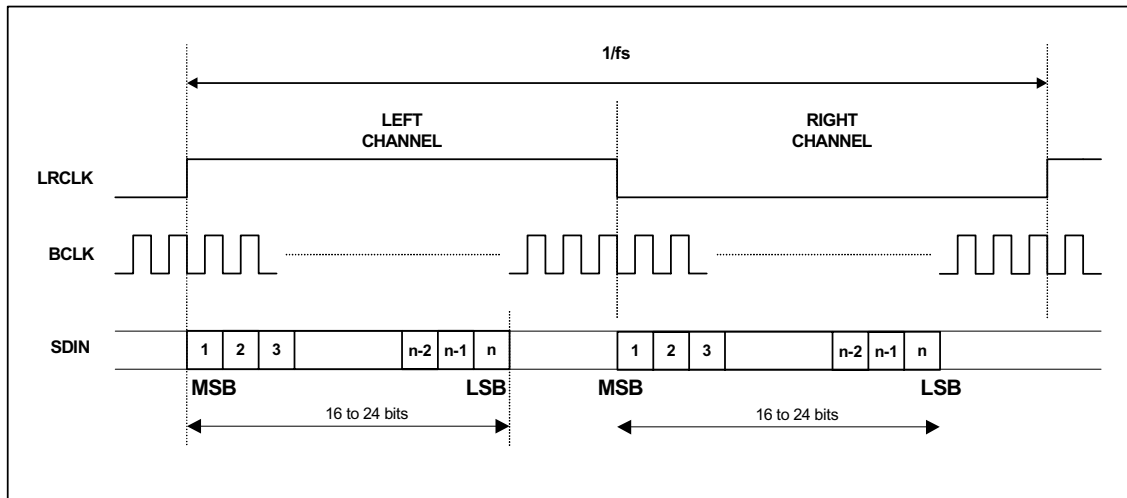 1/fs
LEFT
CHANNEL
RIGHT
CHANNEL
LRCLK
BCLK
SDIN
1 2 3 n-2 n-1 n 1 2 3 n-2 n-1 n
MSB LSB MSB LSB
16 to 24 bits 16 to 24 bits